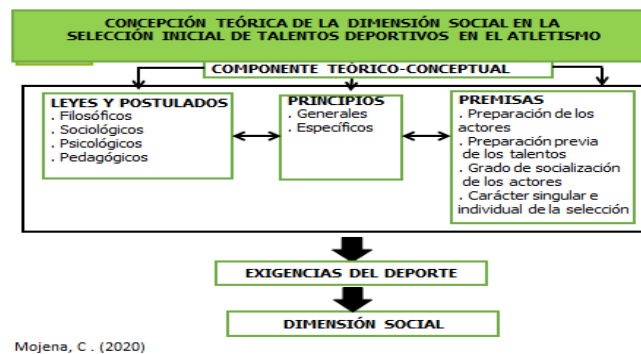 CONCEPCIÓN TEÓRICA DE LA DIMENSIÓN SOCIAL EN LA
SELECCIÓN INICIAL DE TALENTOS DEPORTIVOS EN EL ATLETISMO
COMPONENTE TEÓRICO-CONCEPTUAL
LEYES Y POSTULADOS
. Filosóficos
. Sociológicos
. Psicológicos
. Pedagógicos
PRINCIPIOS
. Generales
. Específicos
PREMISAS
. Preparación de los
actores
. Preparación previa
de los talentos
. Grado de socialización
de los actores
. Carácter singular e
individual de la selección
EXIGENCIAS DEL DEPORTE
DIMENSIÓN SOCIAL
Mojena, C . (2020)